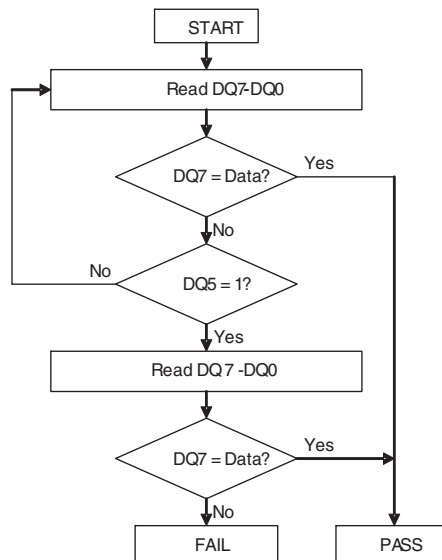 START
Read DQ7-DQ0
DQ7 = Data?
Yes
No
No
DQ5 = 1?
Yes
Read DQ 7 -DQ0
DQ7 = Data?
Yes
No
FAIL
PASS